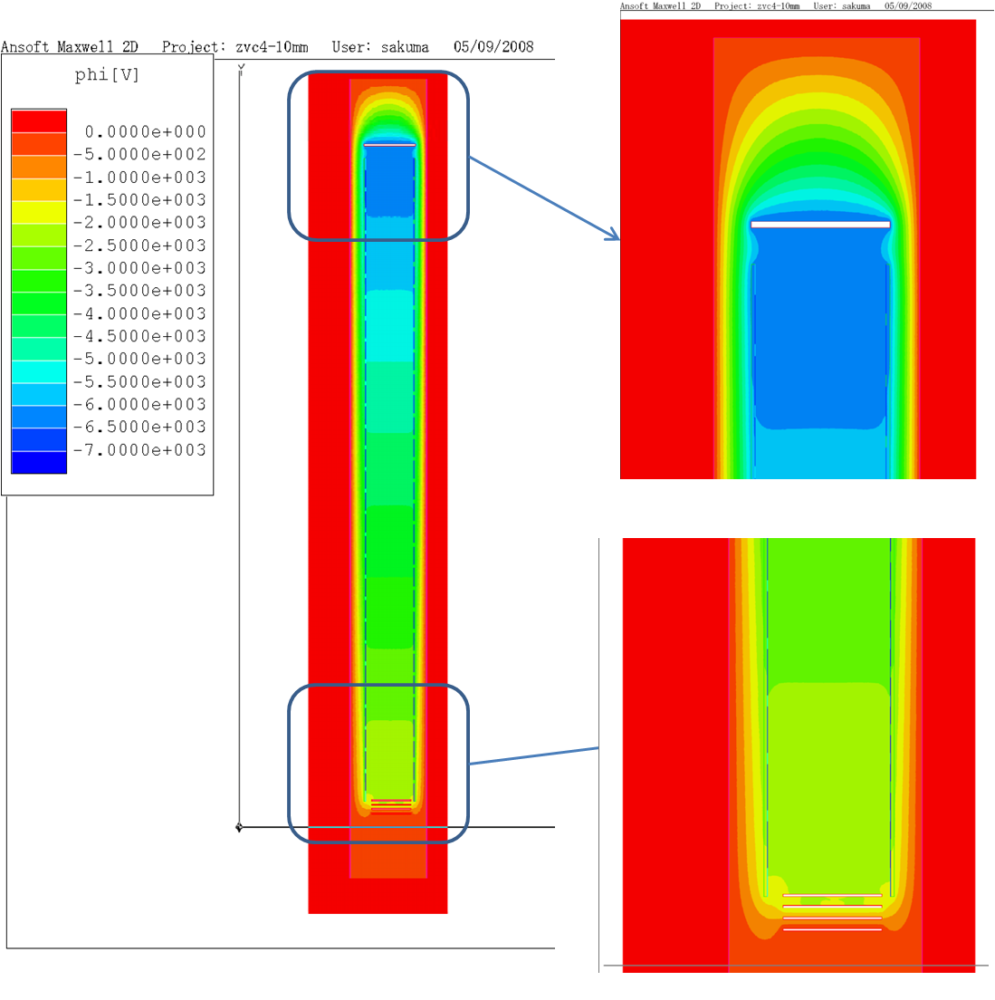 Ansoft Maxwell 2D Project: zvc4-10mm User: sakuma 05/09/2008
Ansoft Maxwell 2D Project: zvc4-10mm User: sakuma 05/09/2008
phi[V]
0.0000e+000
-5.0000e+002
-1.0000e+003
-1.5000e+003
-2.0000e+003
-2.5000e+003
-3.0000e+003
-3.5000e+003
-4.0000e+003
-4.5000e+003
-5.0000e+003
-5.5000e+003
-6.0000e+003
-6.5000e+003
-7.0000e+003
Y